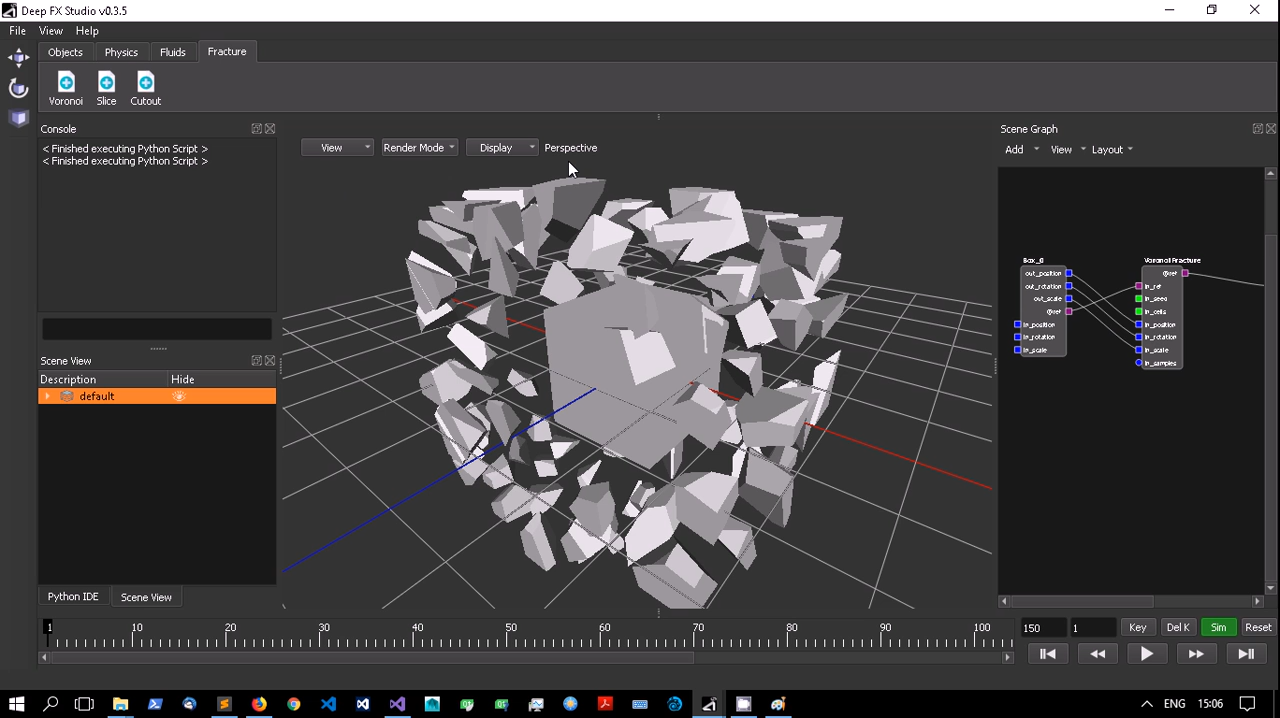 Deep FX Studio v0.3.5
File View Help
Objects Physics Fluids Fracture
Voronoi Slice Cutout
Console
< Finished executing Python Script >
< Finished executing Python Script >
View Render Mode Display Perspective
Scene Graph
Add View Layout
Box_0
out_position
out_rotation
out_scale
@ref
in_position
in_rotation
in_scale
VoronoiFracture
@ref
in_ref
in_seed
in_cells
in_position
in_rotation
in_scale
in_samples
Scene View
Description Hide
default
Python IDE Scene View
1 10 20 30 40 50 60 70 80 90 100
150 1 Key Del K Sim Reset
ENG 15:06